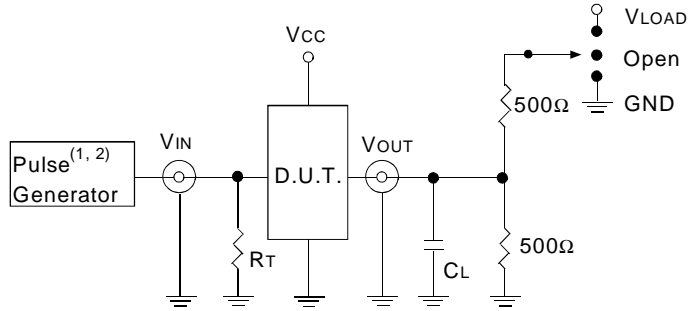 VLOAD
VCC
Open
500Ω
GND
VIN
VOUT
Pulse(1, 2)
Generator
D.U.T.
RT
CL
500Ω